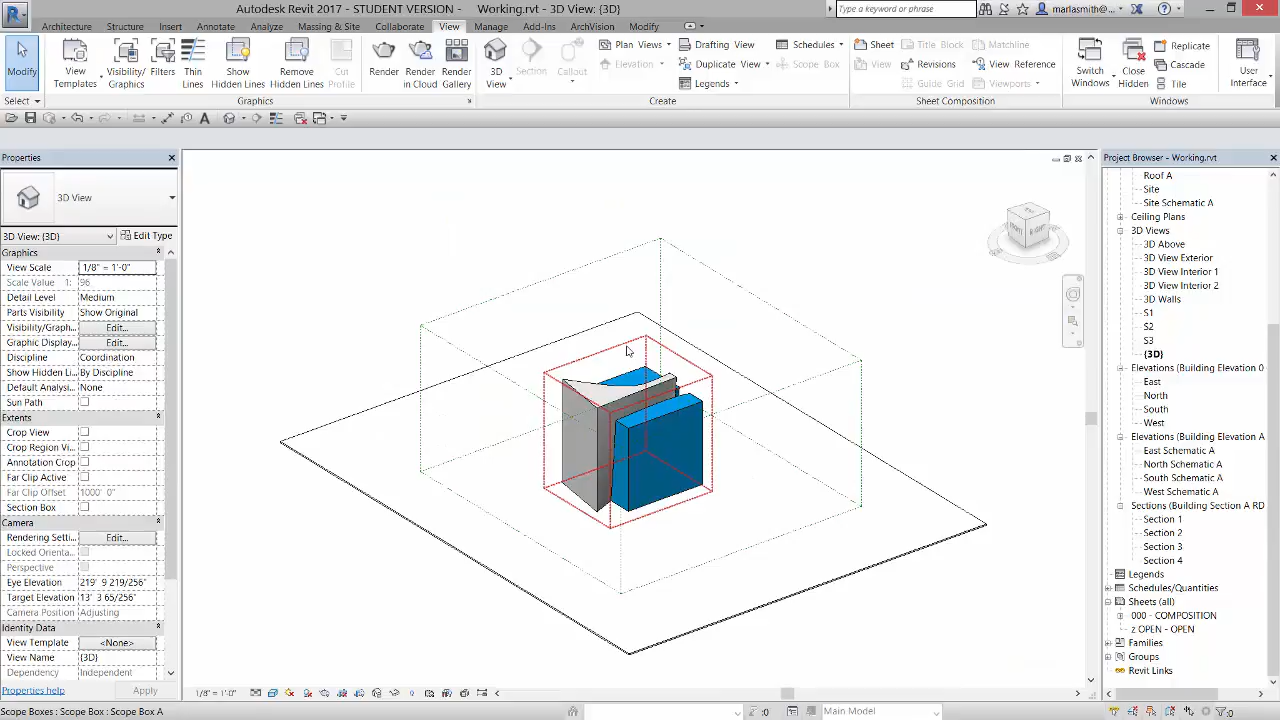 Autodesk Revit 2017 - STUDENT VERSION - Working.rvt - 3D View: {3D}
Type a keyword or phrase
mariasmith@...
Architecture Structure Insert Annotate Analyze Massing & Site Collaborate View Manage Add-Ins ArchVision Modify
Modify
View Templates
Visibility/ Graphics
Filters
Thin Lines
Show Hidden Lines
Remove Hidden Lines
Cut Profile
Render
Render in Cloud
Render Gallery
3D View
Section
Callout
Plan Views
Elevation
Drafting View
Duplicate View
Legends
Schedules
Scope Box
Sheet
View
Title Block
Revisions
Guide Grid
Matchline
View Reference
Viewports
Switch Windows
Close Hidden
Replicate
Cascade
Tile
User Interface
Select Graphics Create Sheet Composition Windows
Properties
3D View
3D View: {3D} Edit Type
Graphics
View Scale 1/8" = 1'-0"
Scale Value 1: 96
Detail Level Medium
Parts Visibility Show Original
Visibility/Graph... Edit...
Graphic Display... Edit...
Discipline Coordination
Show Hidden Li... By Discipline
Default Analysi... None
Sun Path
Extents
Crop View
Crop Region Vi...
Annotation Crop
Far Clip Active
Far Clip Offset 1000' 0"
Section Box
Camera
Rendering Setti... Edit...
Locked Orienta...
Perspective
Eye Elevation 219' 9 219/256"
Target Elevation 13' 3 65/256"
Camera Position Adjusting
Identity Data
View Template <None>
View Name {3D}
Dependency Independent
Properties help Apply
1/8" = 1'-0"
Scope Boxes : Scope Box : Scope Box A
:0
Main Model
:0
Project Browser - Working.rvt
Roof A
Site
Site Schematic A
Ceiling Plans
3D Views
3D Above
3D View Exterior
3D View Interior 1
3D View Interior 2
3D Walls
S1
S2
S3
{3D}
Elevations (Building Elevation 0
East
North
South
West
Elevations (Building Elevation A
East Schematic A
North Schematic A
South Schematic A
West Schematic A
Sections (Building Section A RD
Section 1
Section 2
Section 3
Section 4
Legends
Schedules/Quantities
Sheets (all)
000 - COMPOSITION
z OPEN - OPEN
Families
Groups
Revit Links